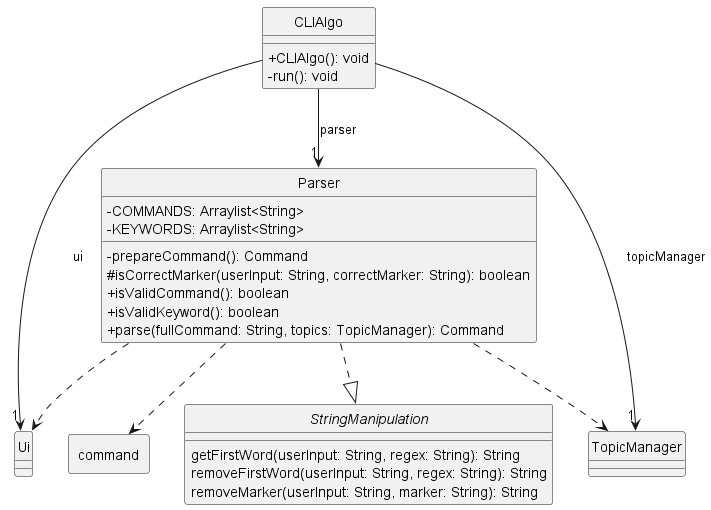 CLIAlgo
+CLIAlgo(): void
-run(): void
parser
1
Parser
-COMMANDS: Arraylist<String>
-KEYWORDS: Arraylist<String>
-prepareCommand(): Command
#isCorrectMarker(userInput: String, correctMarker: String): boolean
+isValidCommand(): boolean
+isValidKeyword(): boolean
+parse(fullCommand: String, topics: TopicManager): Command
ui
topicManager
1
1
Ui
command
StringManipulation
getFirstWord(userInput: String, regex: String): String
removeFirstWord(userInput: String, regex: String): String
removeMarker(userInput: String, marker: String): String
TopicManager